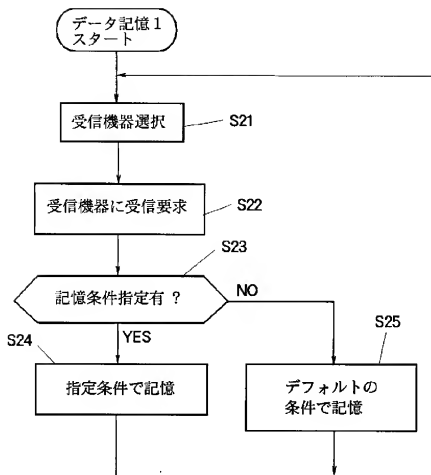 データ記憶1
スタート
受信機器選択
S21
受信機器に受信要求
S22
S23
記憶条件指定有 ?
NO
YES
S24
S25
指定条件で記憶
デフォルトの
条件で記憶